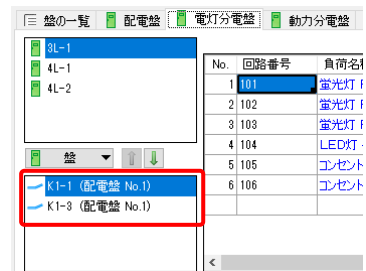 盤の一覧 配電盤 電灯分電盤 動力分電盤
3L-1
4L-1
4L-2
盤
K1-1 (配電盤 No.1)
K1-3 (配電盤 No.1)
No. 回路番号 負荷名
1 101 蛍光灯
2 102 蛍光灯
3 103 蛍光灯
4 104 LED灯
5 105 コンセント
6 106 コンセント